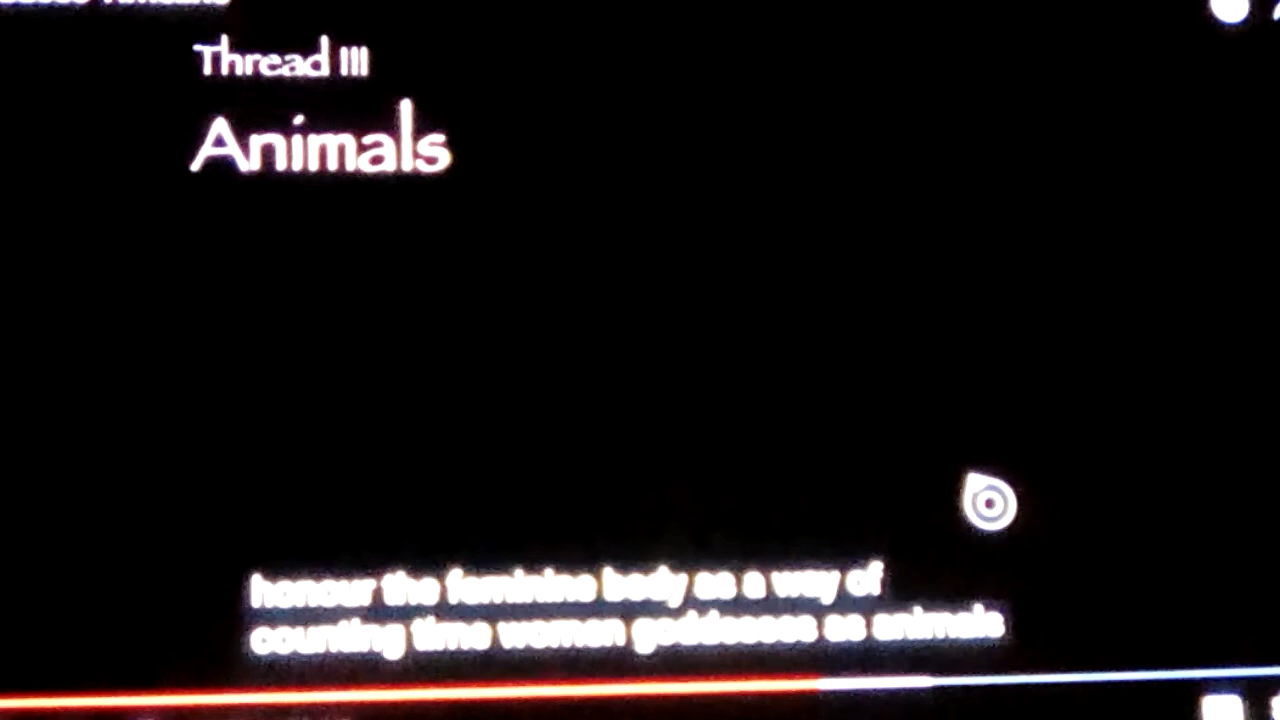 Thread III
Animals
honour the feminine body as a way of
counting time women goddesses as animals